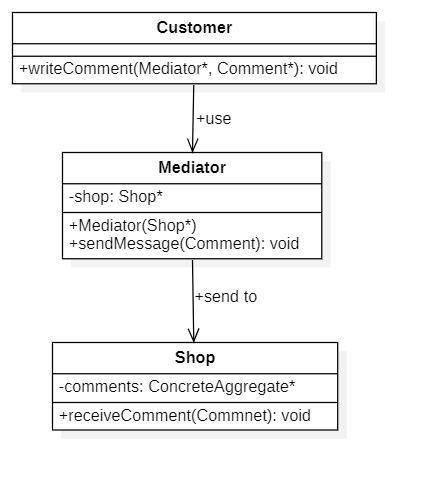 Customer
+writeComment(Mediator*, Comment*): void
+use
Mediator
-shop: Shop*
+Mediator(Shop*)
+sendMessage(Comment): void
+send to
Shop
-comments: ConcreteAggregate*
+receiveComment(Commnet): void